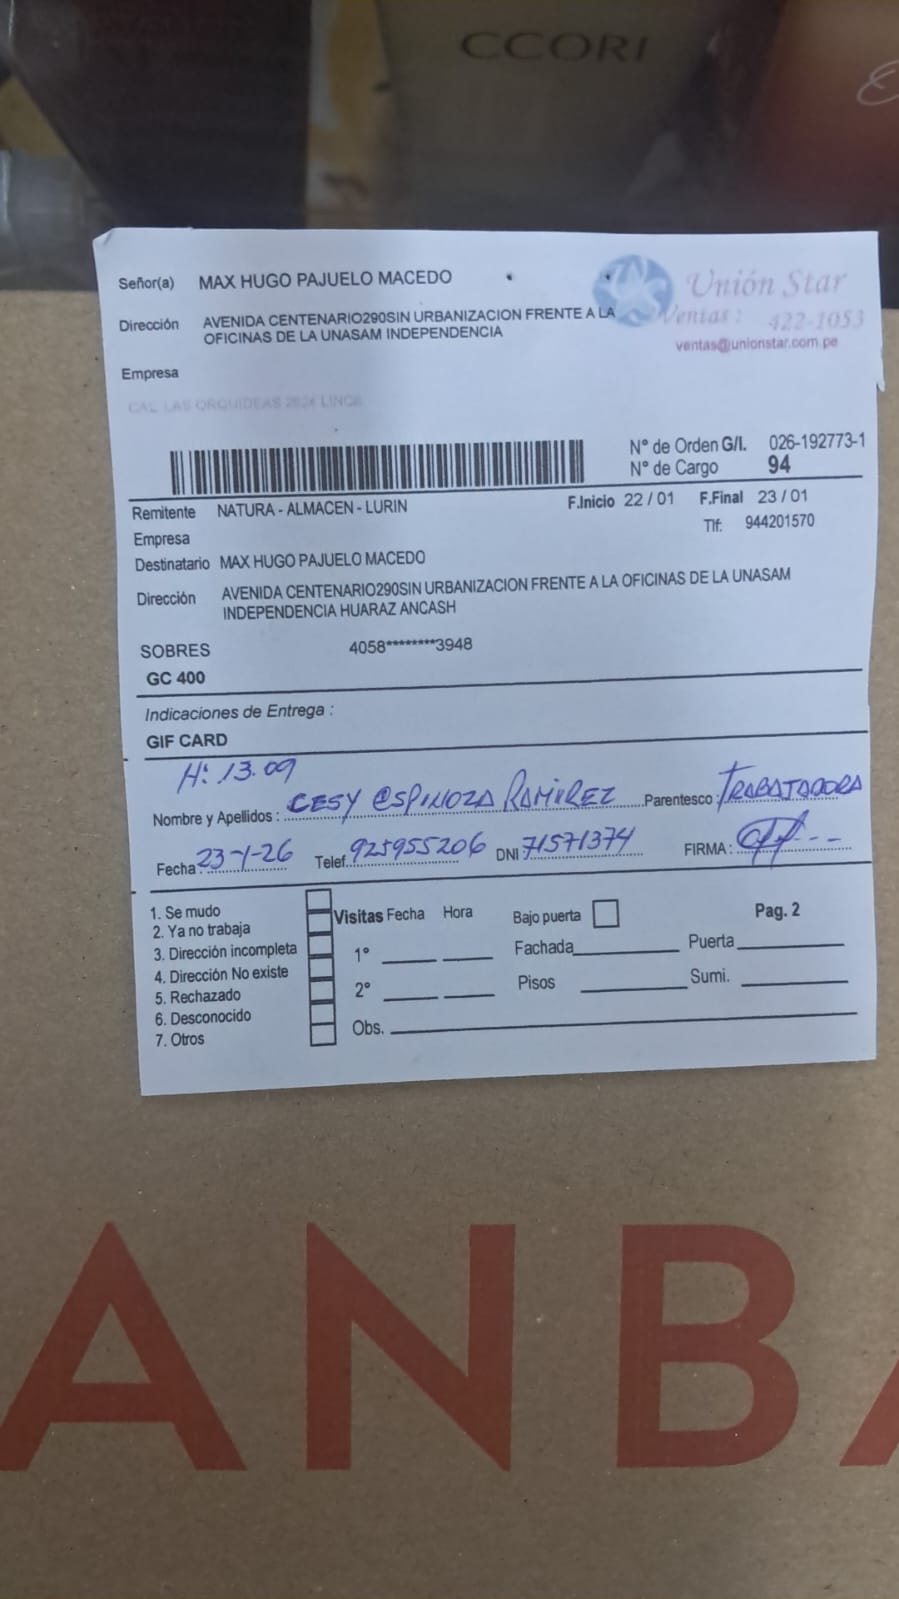 CCORI
Señor(a) MAX HUGO PAJUELO MACEDO
Unión Star
Dirección AVENIDA CENTENARIO290SIN URBANIZACION FRENTE A LA
OFICINAS DE LA UNASAM INDEPENDENCIA
Ventas : 422-1053
ventas@unionstar.com.pe
Empresa
CAL LAS ORQUIDEAS LINCE
Nº de Orden G/I. 026-192773-1
Nº de Cargo 94
Remitente NATURA - ALMACEN - LURIN
F.Inicio 22 / 01 F.Final 23 / 01
Empresa
Tlf: 944201570
Destinatario MAX HUGO PAJUELO MACEDO
Dirección AVENIDA CENTENARIO290SIN URBANIZACION FRENTE A LA OFICINAS DE LA UNASAM
INDEPENDENCIA HUARAZ ANCASH
SOBRES 4058********3948
GC 400
Indicaciones de Entrega :
GIF CARD
H: 13.09
Nombre y Apellidos : CESY ESPINOZA RAMIREZ Parentesco : TRABAJADORA
Fecha 23-1-26 Telef. 925955206 DNI 71571374 FIRMA:
1. Se mudo
2. Ya no trabaja
3. Dirección incompleta
4. Dirección No existe
5. Rechazado
6. Desconocido
7. Otros
Visitas Fecha Hora
1°
2°
Obs.
Bajo puerta
Pag. 2
Fachada Puerta
Pisos Sumi.
ANBA